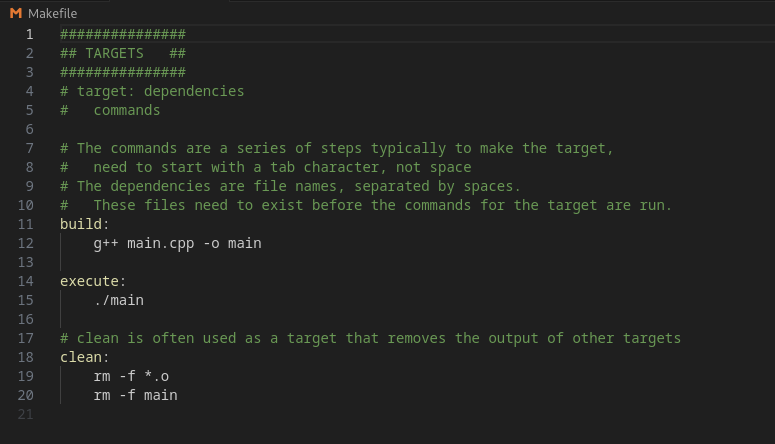 Makefile
1 ###############
2 ## TARGETS   ##
3 ###############
4 # target: dependencies
5 #   commands
6
7 # The commands are a series of steps typically to make the target,
8 #   need to start with a tab character, not space
9 # The dependencies are file names, separated by spaces.
10 #   These files need to exist before the commands for the target are run.
11 build:
12     g++ main.cpp -o main
13
14 execute:
15     ./main
16
17 # clean is often used as a target that removes the output of other targets
18 clean:
19     rm -f *.o
20     rm -f main
21